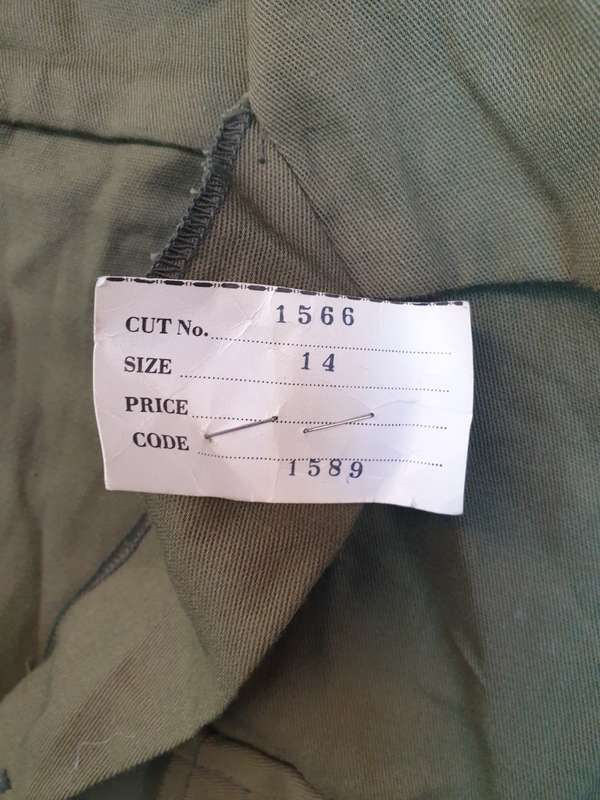 CUT No. 1566
SIZE 14
PRICE
CODE 1589